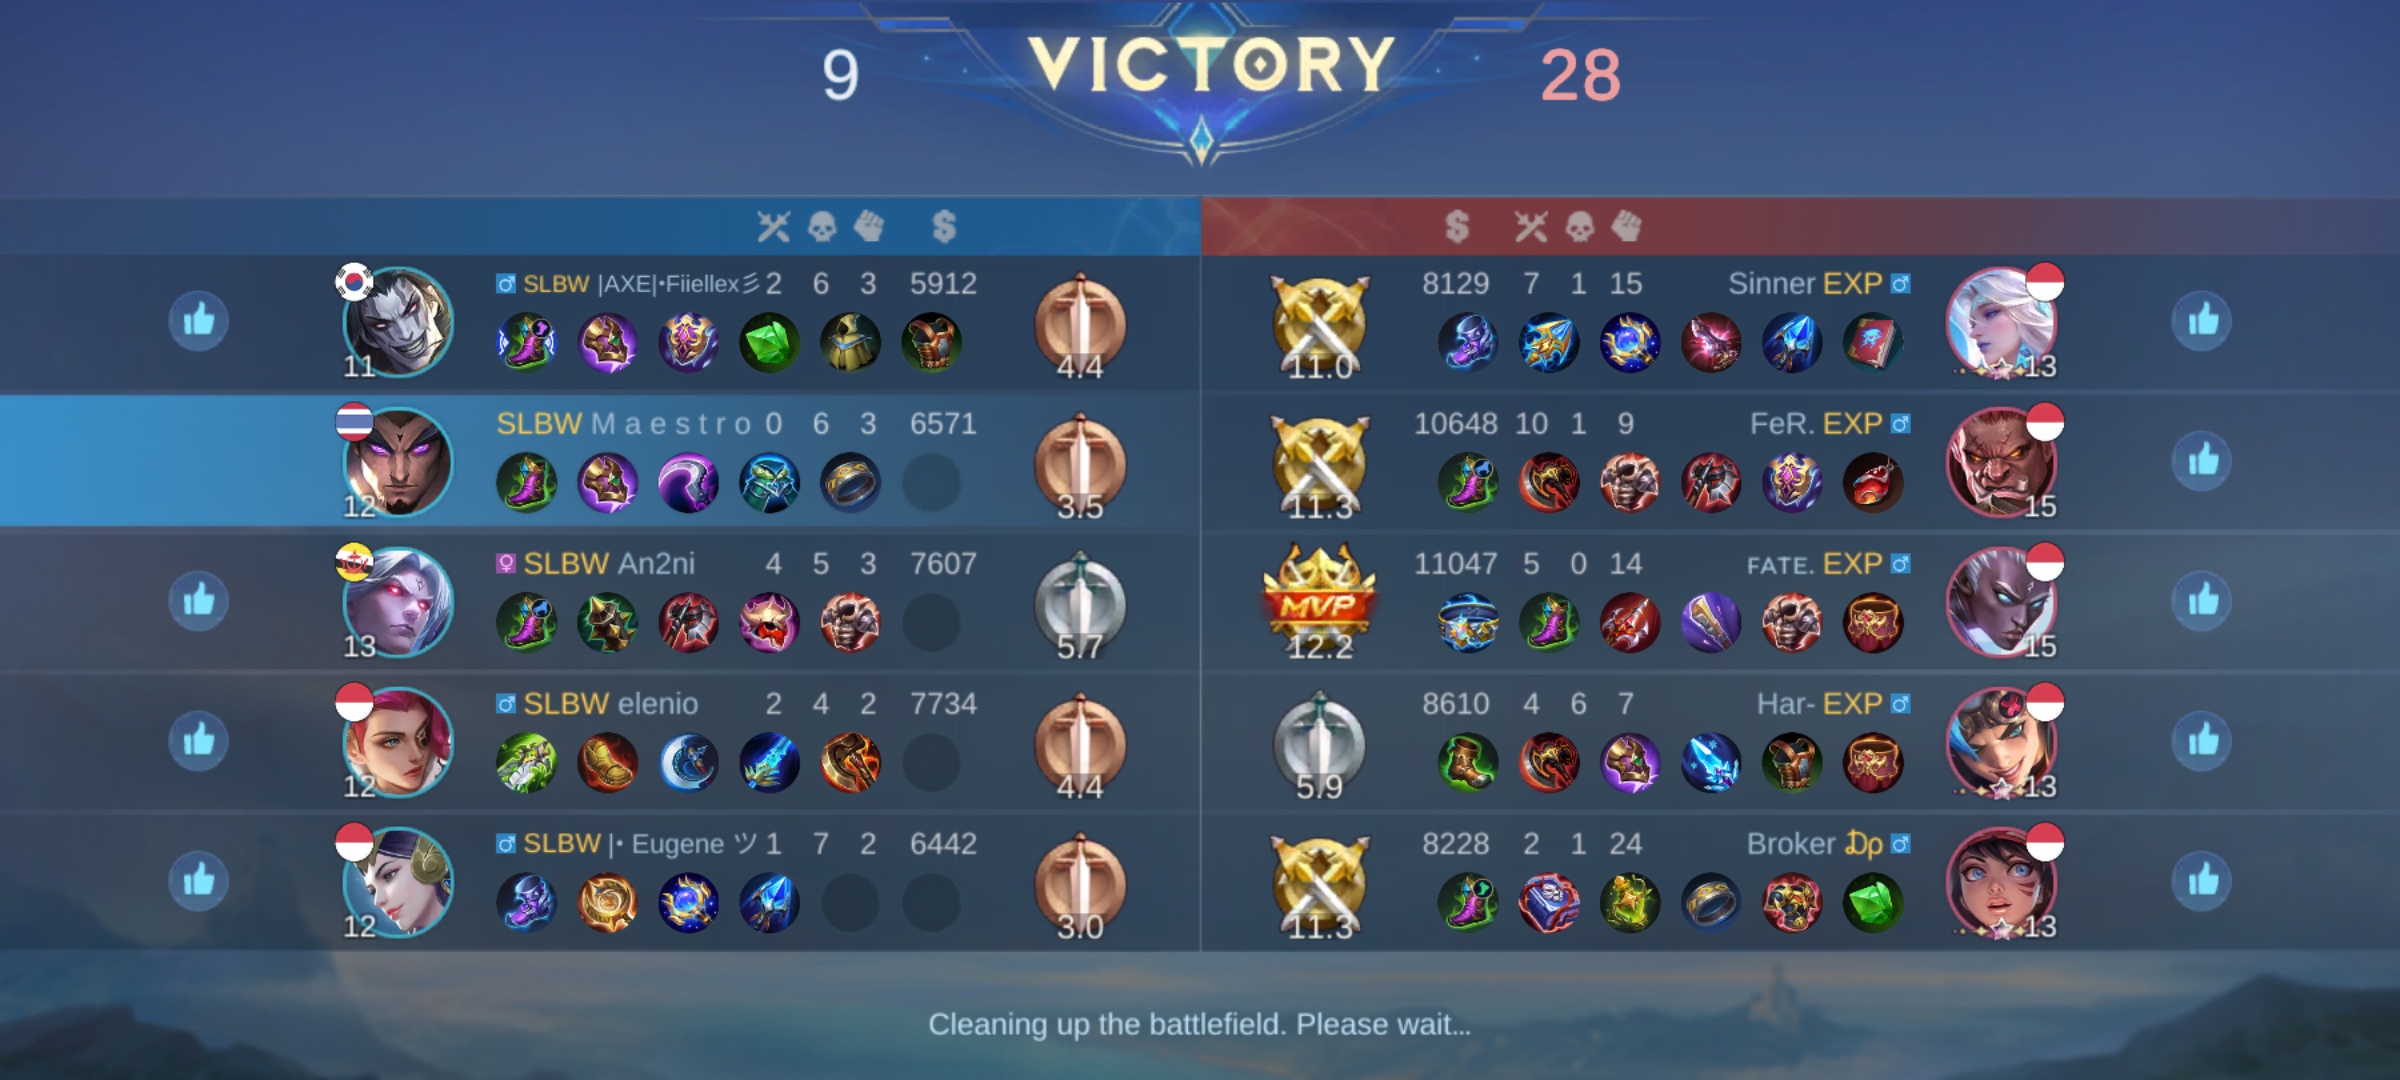 9 VICTORY 28
SLBW |AXE|•Fiiellex彡 2 6 3 5912
11 4.4
11.0 8129 7 1 15 Sinner EXP
13
SLBW M a e s t r o 0 6 3 6571
12 3.5
11.3 10648 10 1 9 FeR. EXP
15
SLBW An2ni 4 5 3 7607
13 5.7
MVP
12.2 11047 5 0 14 ꜰᴀᴛᴇ. EXP
15
SLBW elenio 2 4 2 7734
12 4.4
5.9 8610 4 6 7 Har- EXP
13
SLBW |• Eugene ツ 1 7 2 6442
12 3.0
11.3 8228 2 1 24 Broker Dp
13
Cleaning up the battlefield. Please wait...